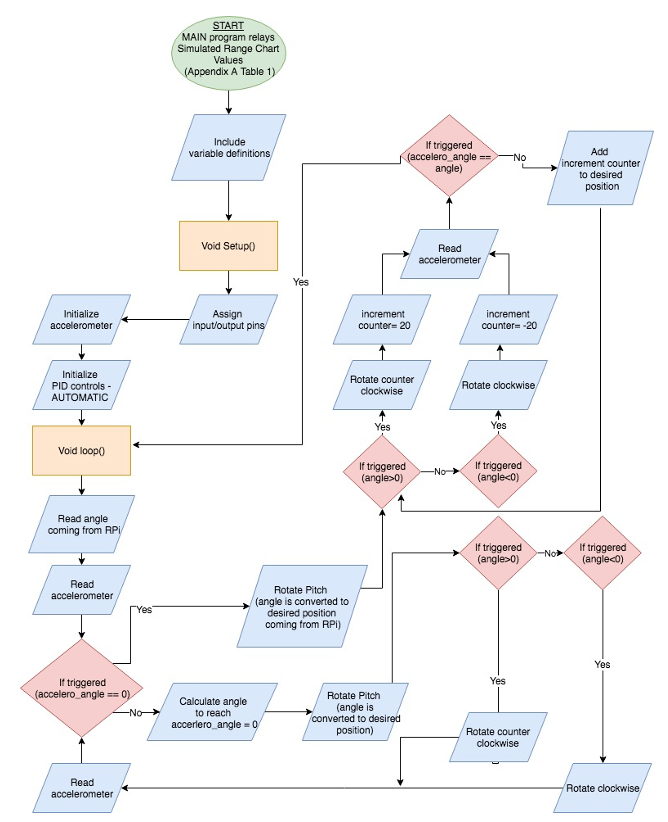 START
MAIN program relays
Simulated Range Chart
Values
(Appendix A Table 1)
Include
variable definitions
Void Setup()
Assign
input/output pins
Initialize
accelerometer
Initialize
PID controls -
AUTOMATIC
Void loop()
Read angle
coming from RPi
Read
accelerometer
If triggered
(accelero_angle == 0)
Yes
No
Rotate Pitch
(angle is converted to
desired position
coming from RPi)
Calculate angle
to reach
accerlero_angle = 0
Rotate Pitch
(angle is
converted to desired
position)
Read
accelerometer
If triggered
(accelero_angle ==
angle)
No
Yes
Add
increment counter
to desired
position
Read
accelerometer
increment
counter= 20
increment
counter= -20
Rotate counter
clockwise
Rotate clockwise
Yes
Yes
If triggered
(angle>0)
No
If triggered
(angle<0)
If triggered
(angle>0)
No
If triggered
(angle<0)
Yes
Yes
Rotate counter
clockwise
Rotate clockwise